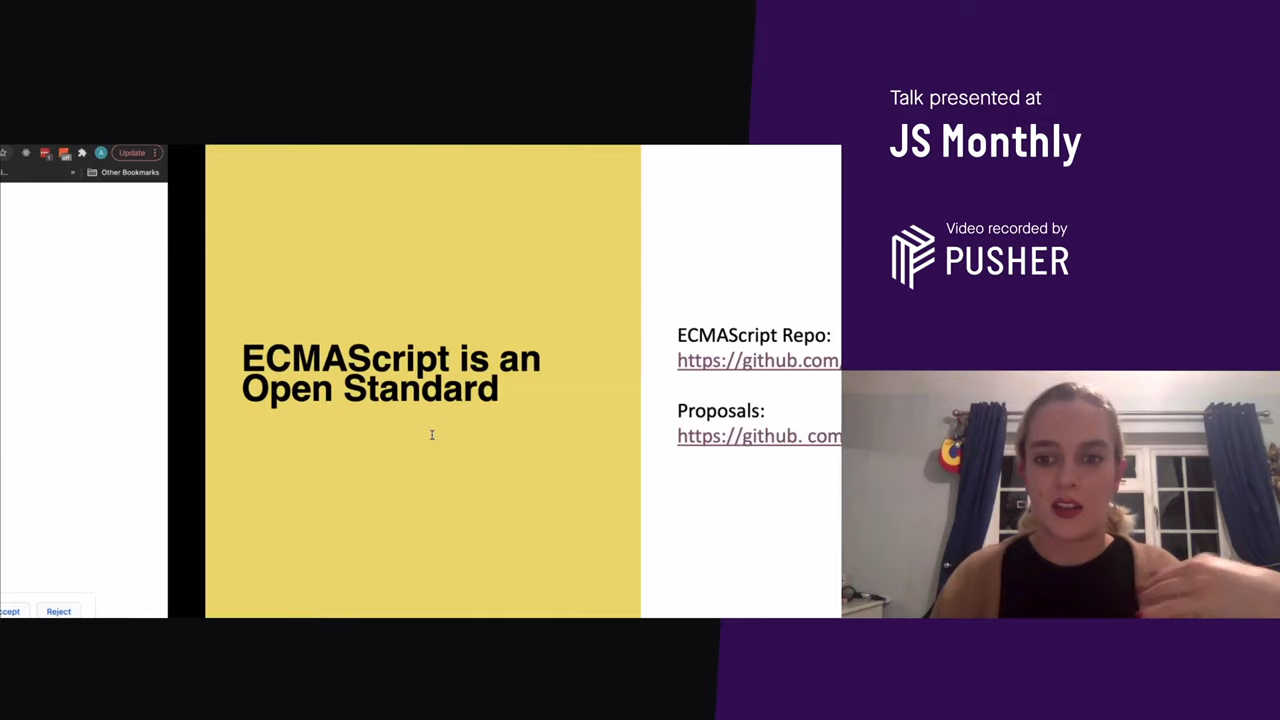 Talk presented at
JS Monthly
Video recorded by
PUSHER
Update
»
Other Bookmarks
ECMAScript is an
Open Standard
ECMAScript Repo:
https://github.com
Proposals:
https://github. com
Reject